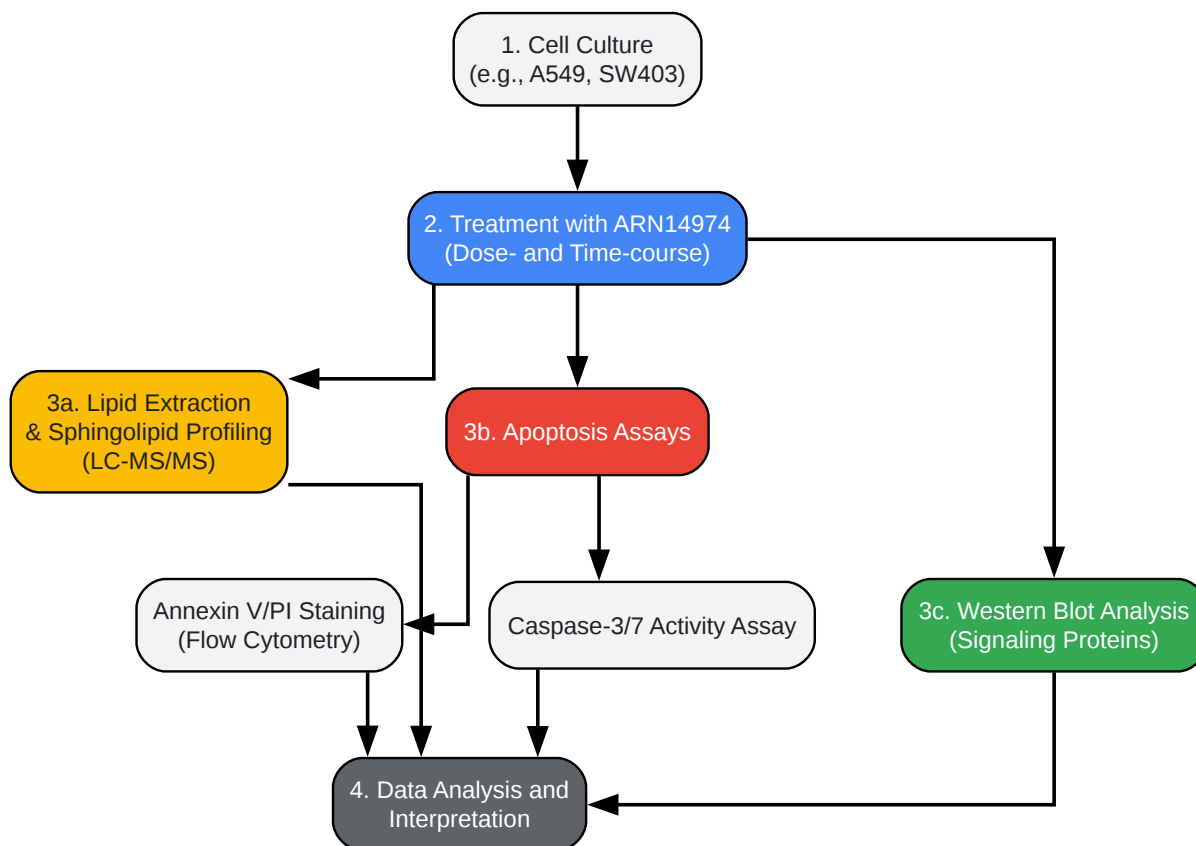 1. Cell Culture
(e.g., A549, SW403)
2. Treatment with ARN14974
(Dose- and Time-course)
3a. Lipid Extraction
& Sphingolipid Profiling
(LC-MS/MS)
3b. Apoptosis Assays
Annexin V/PI Staining
(Flow Cytometry)
Caspase-3/7 Activity Assay
3c. Western Blot Analysis
(Signaling Proteins)
4. Data Analysis and
Interpretation